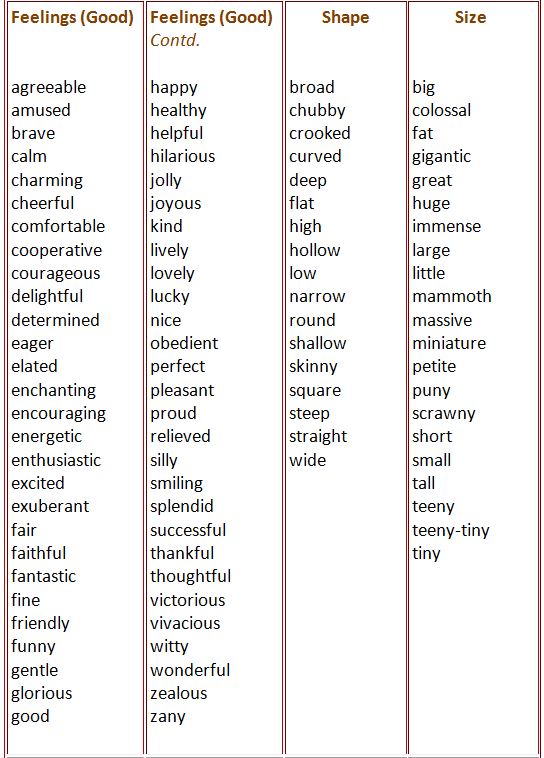 Feelings (Good)
agreeable
amused
brave
calm
charming
cheerful
comfortable
cooperative
courageous
delightful
determined
eager
elated
enchanting
encouraging
energetic
enthusiastic
excited
exuberant
fair
faithful
fantastic
fine
friendly
funny
gentle
glorious
good
Feelings (Good)
Contd.
happy
healthy
helpful
hilarious
jolly
joyous
kind
lively
lovely
lucky
nice
obedient
perfect
pleasant
proud
relieved
silly
smiling
splendid
successful
thankful
thoughtful
victorious
vivacious
witty
wonderful
zealous
zany
Shape
broad
chubby
crooked
curved
deep
flat
high
hollow
low
narrow
round
shallow
skinny
square
steep
straight
wide
Size
big
colossal
fat
gigantic
great
huge
immense
large
little
mammoth
massive
miniature
petite
puny
scrawny
short
small
tall
teeny
teeny-tiny
tiny